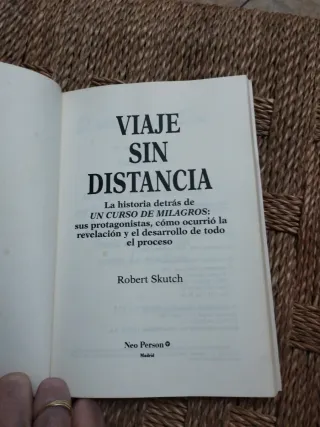 VIAJE
SIN
DISTANCIA
La historia detrás de
UN CURSO DE MILAGROS:
sus protagonistas, cómo ocurrió la
revelación y el desarrollo de todo
el proceso
Robert Skutch
Neo Person
Madrid